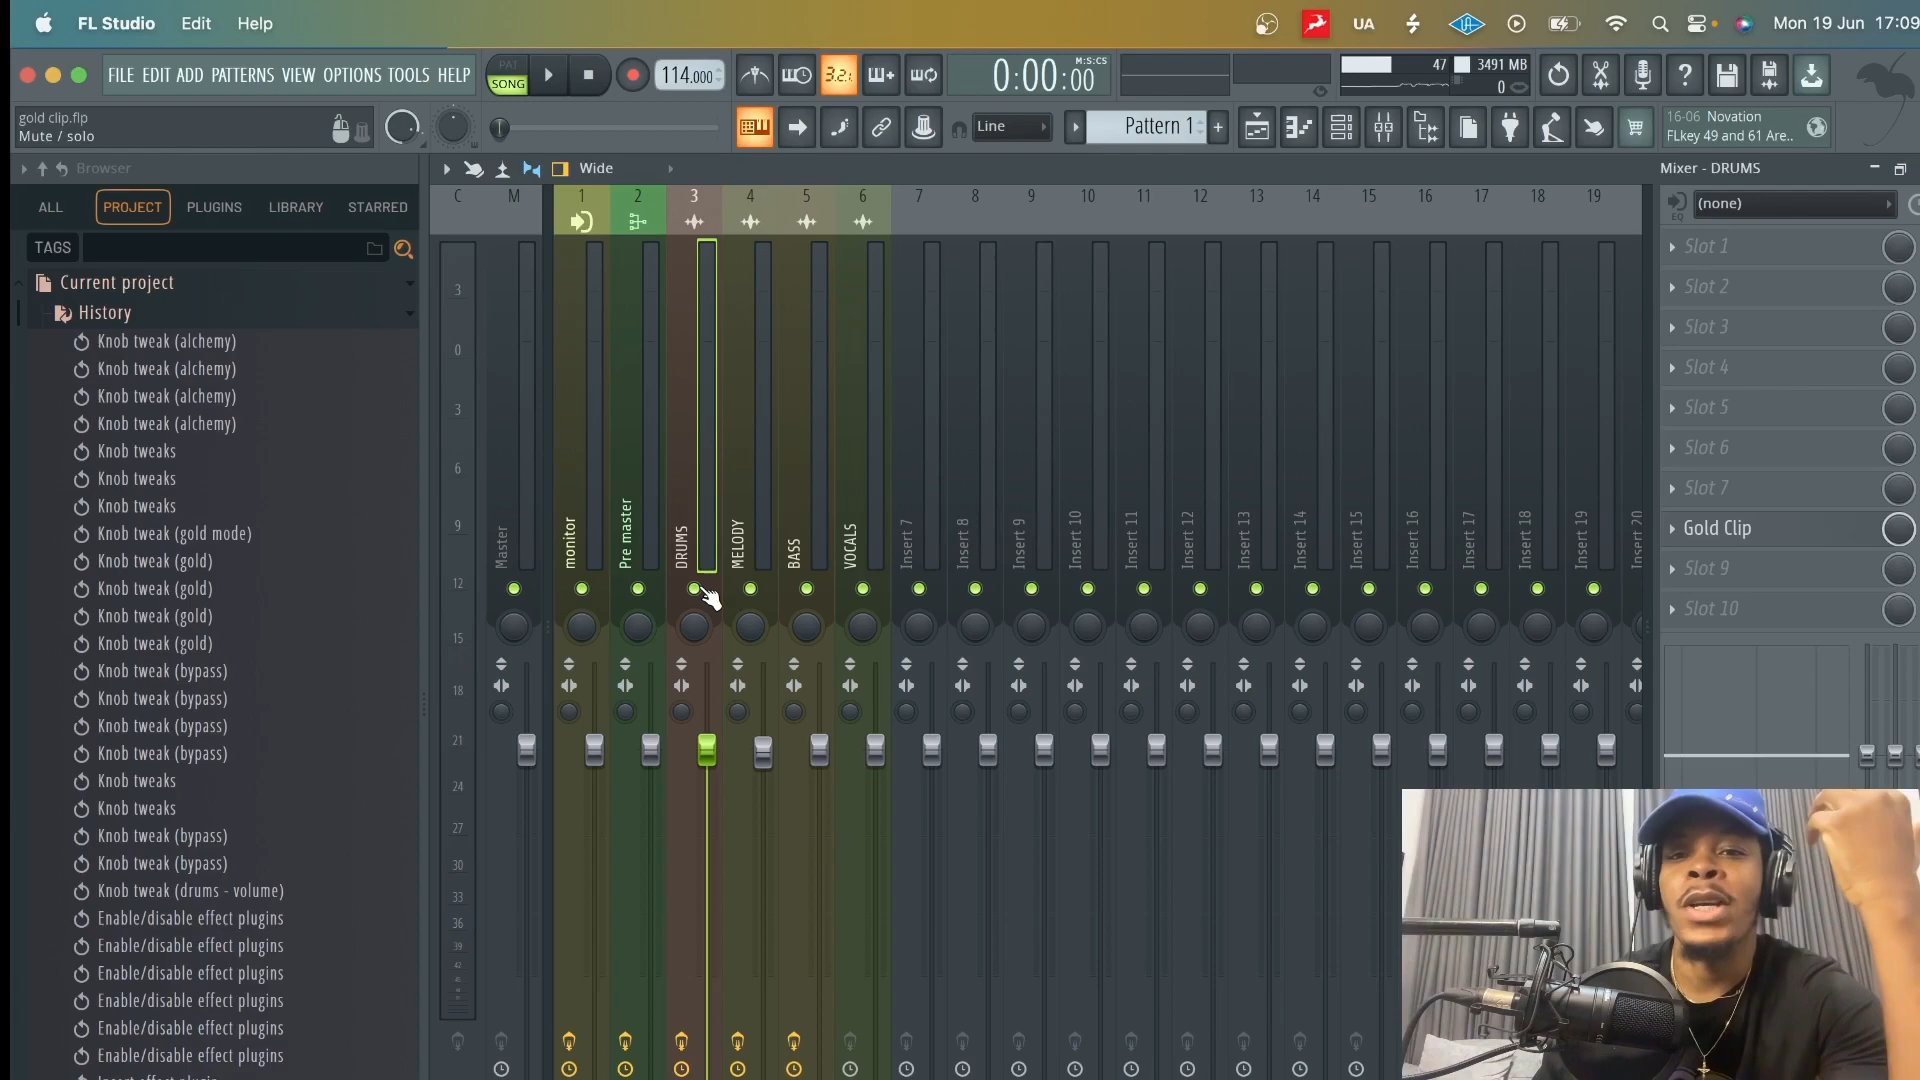 FL Studio Edit Help
UA
Mon 19 Jun 17:09
FILE EDIT ADD PATTERNS VIEW OPTIONS TOOLS HELP
PAT
SONG
114.000
3.2
0:00:00
M:S:CS
47
3491 MB
0
gold clip.flp
Mute / solo
Line
Pattern 1
+
16-06 Novation
FLkey 49 and 61 Are..
Browser
Wide
Mixer - DRUMS
ALL PROJECT PLUGINS LIBRARY STARRED
TAGS
Current project
History
Knob tweak (alchemy)
Knob tweak (alchemy)
Knob tweak (alchemy)
Knob tweak (alchemy)
Knob tweaks
Knob tweaks
Knob tweaks
Knob tweak (gold mode)
Knob tweak (gold)
Knob tweak (gold)
Knob tweak (gold)
Knob tweak (gold)
Knob tweak (bypass)
Knob tweak (bypass)
Knob tweak (bypass)
Knob tweak (bypass)
Knob tweaks
Knob tweaks
Knob tweak (bypass)
Knob tweak (bypass)
Knob tweak (drums - volume)
Enable/disable effect plugins
Enable/disable effect plugins
Enable/disable effect plugins
Enable/disable effect plugins
Enable/disable effect plugins
Enable/disable effect plugins
C M 1 2 3 4 5 6 7 8 9 10 11 12 13 14 15 16 17 18 19
3
0
3
6
9
12
15
18
21
24
27
30
33
36
39
42
Master
monitor
Pre master
DRUMS
MELODY
BASS
VOCALS
Insert 7
Insert 8
Insert 9
Insert 10
Insert 11
Insert 12
Insert 13
Insert 14
Insert 15
Insert 16
Insert 17
Insert 18
Insert 19
Insert 20
EQ
(none)
Slot 1
Slot 2
Slot 3
Slot 4
Slot 5
Slot 6
Slot 7
Gold Clip
Slot 9
Slot 10